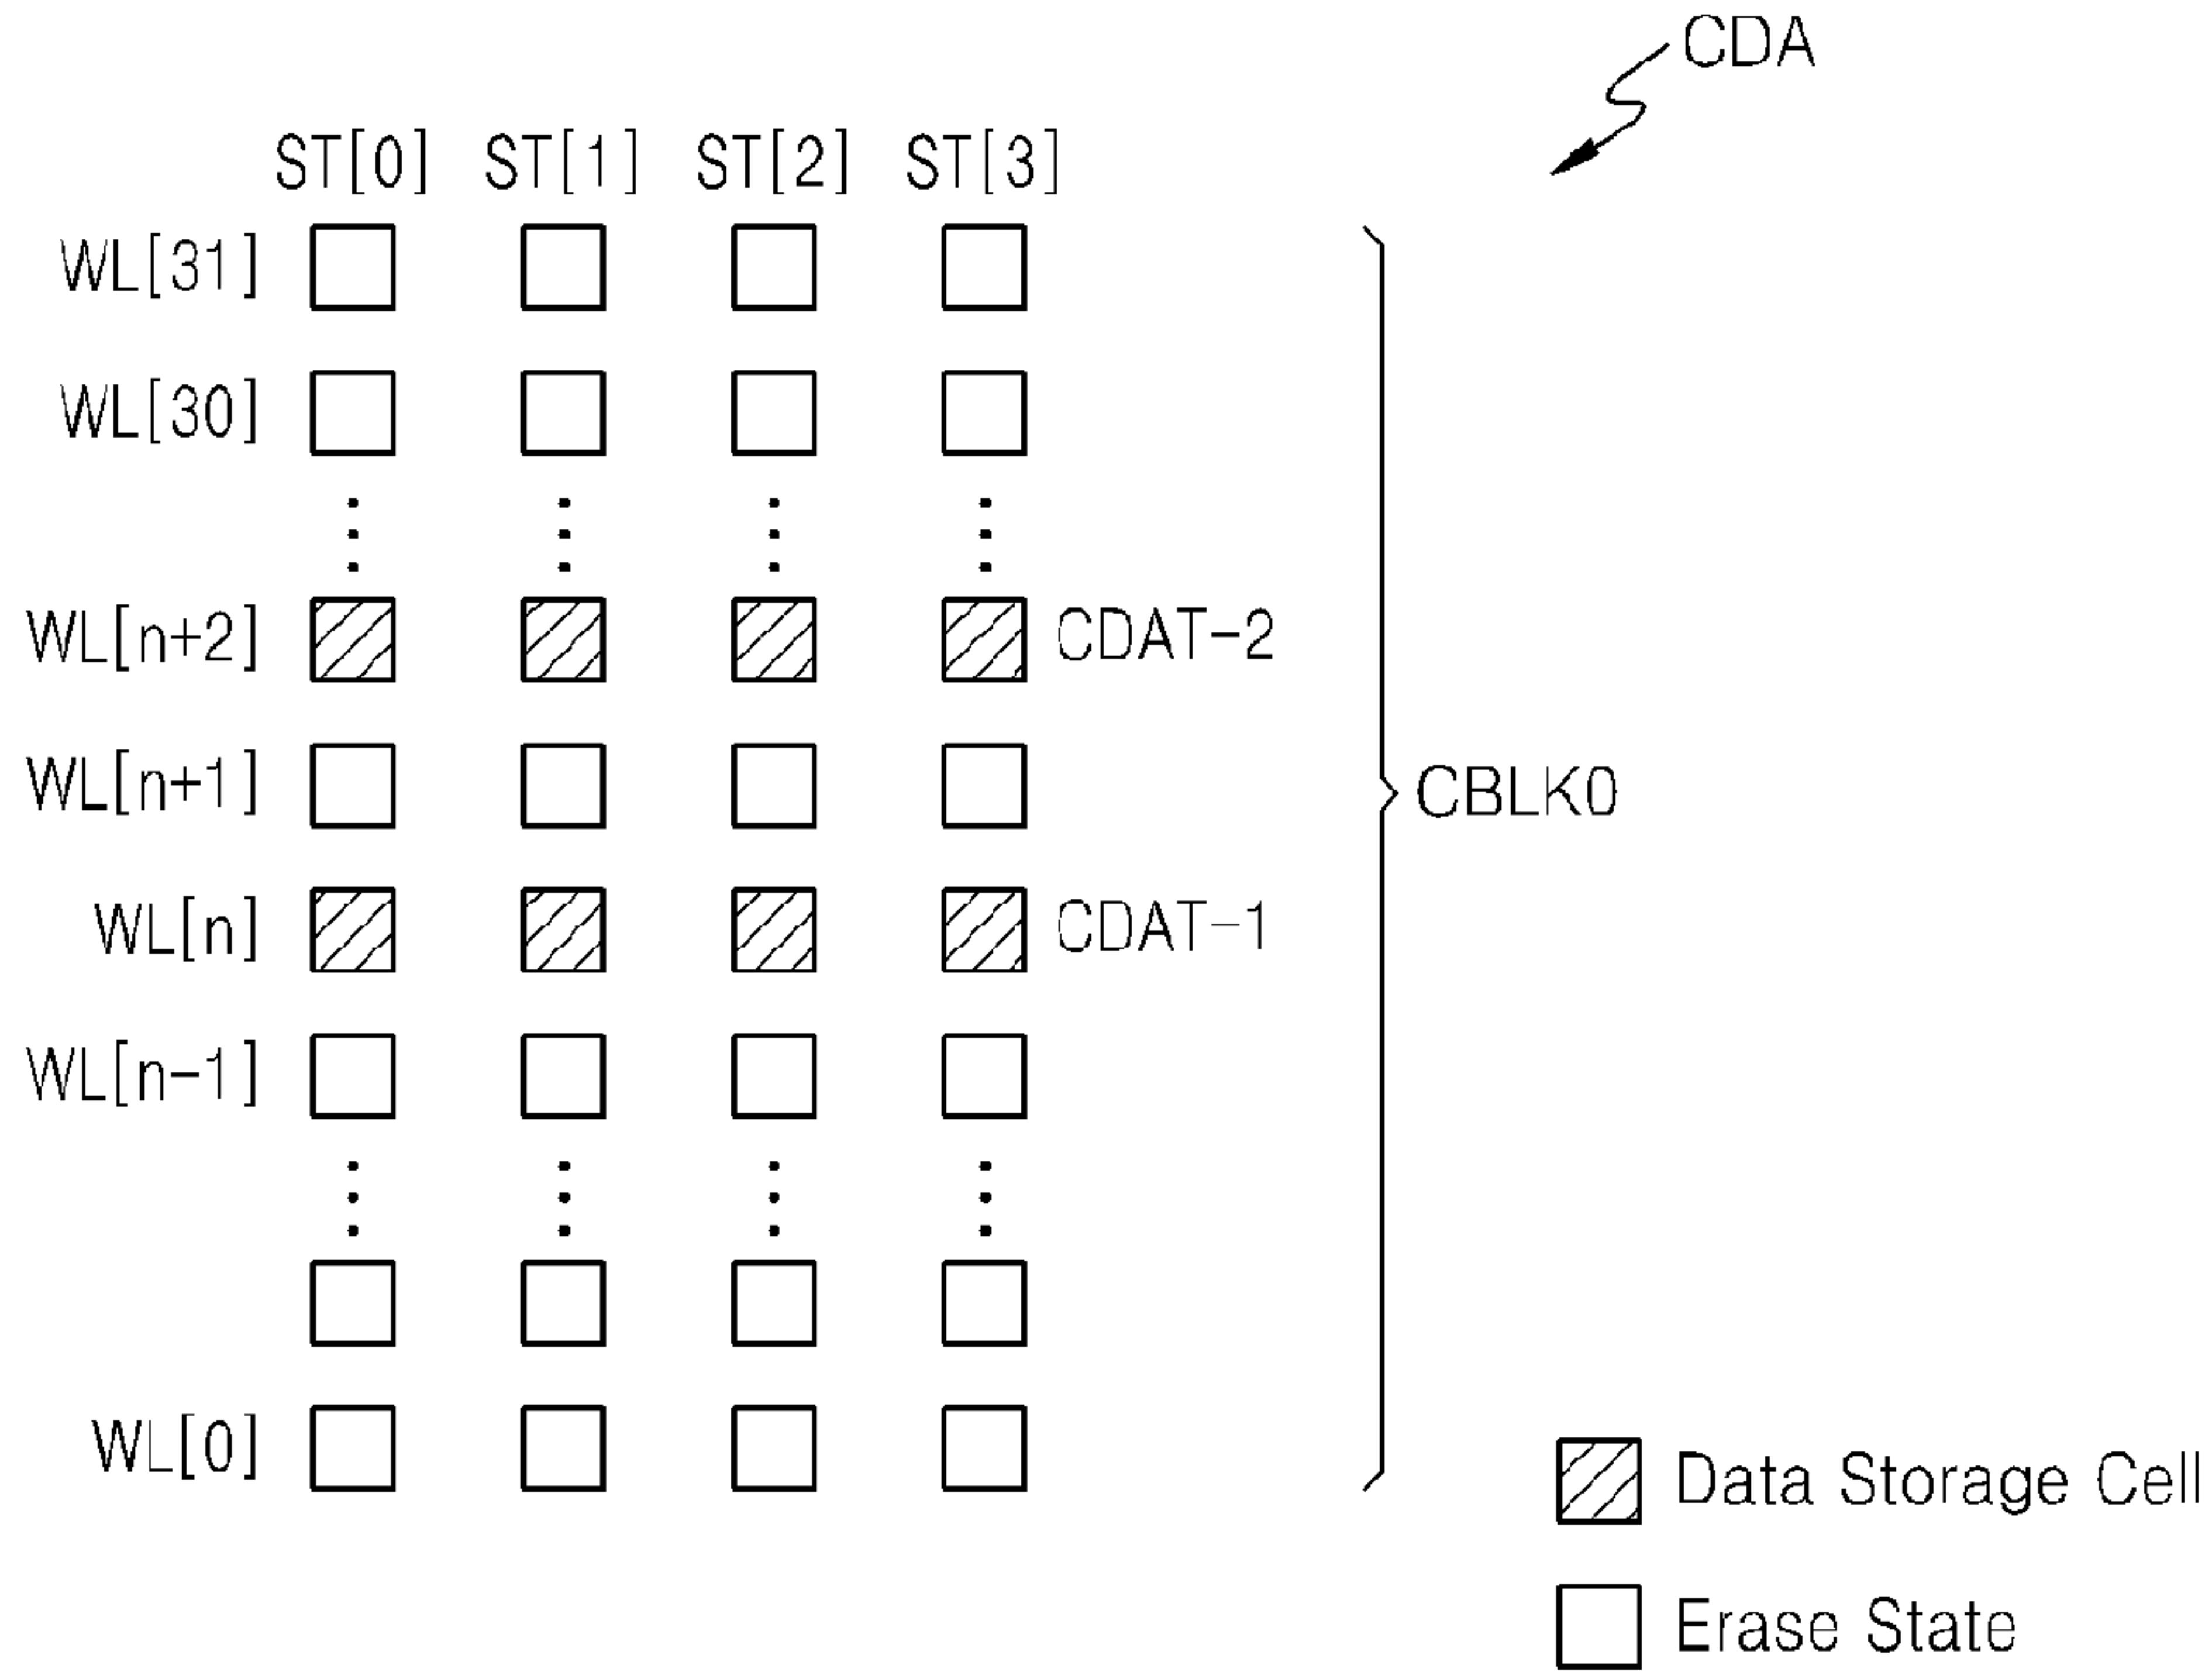 CDA
ST[0] ST[1] ST[2] ST[3]
WL[31]
WL[30]
WL[n+2] CDAT-2
WL[n+1]
CBLK0
WL[n] CDAT-1
WL[n-1]
WL[0]
Data Storage Cell
Erase State